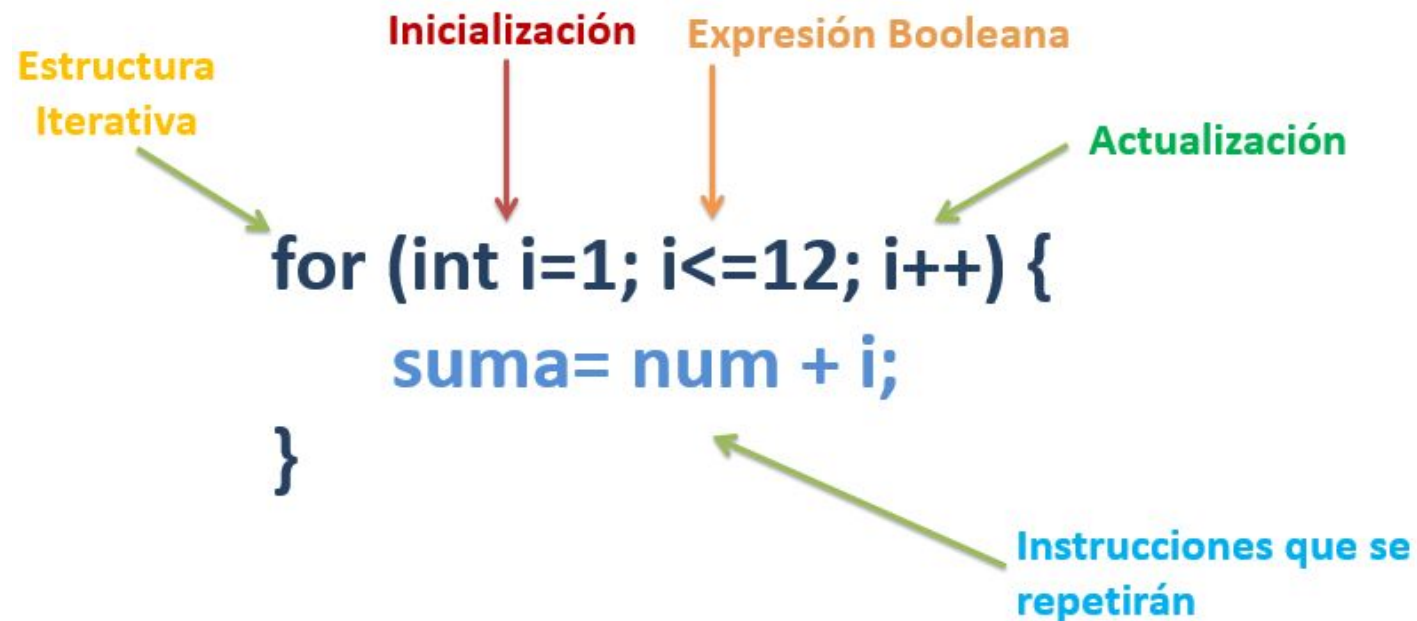 Inicialización
Expresión Booleana
Estructura
Iterativa
Actualización
for (int i=1; i<=12; i++) {
suma= num + i;
}
Instrucciones que se
repetirán